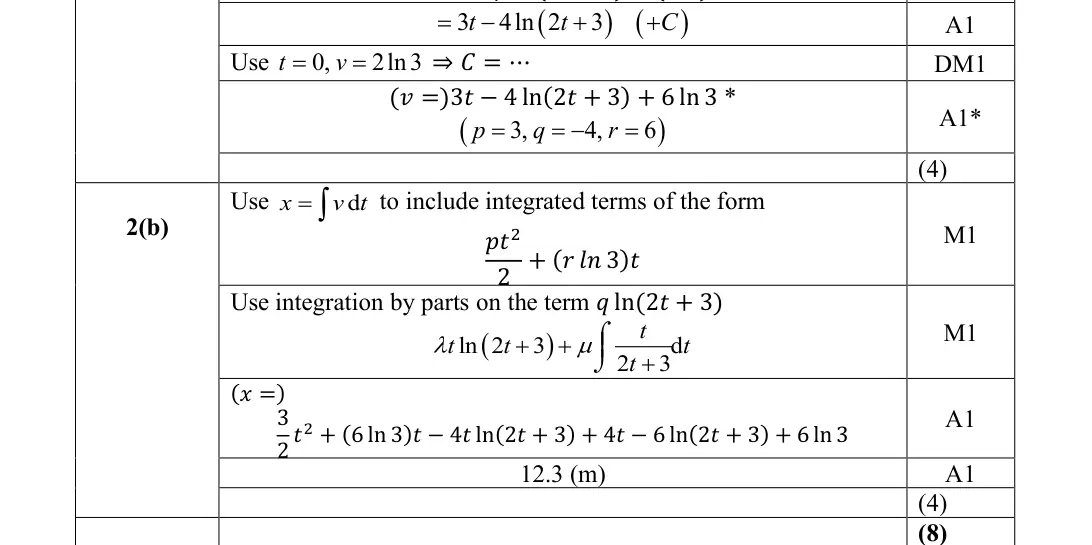 = 3t − 4 ln(2t + 3) (+C)
A1
Use t = 0, v = 2 ln 3 ⇒ C = ⋯
DM1
(v =)3t − 4 ln(2t + 3) + 6 ln 3 *
(p = 3, q = −4, r = 6)
A1*
(4)
2(b)
Use x = ∫ v dt to include integrated terms of the form
pt²/2 + (r ln 3)t
M1
Use integration by parts on the term q ln(2t + 3)
λt ln(2t + 3) + μ∫ t/(2t + 3) dt
M1
(x =)
3/2 t² + (6 ln 3)t − 4t ln(2t + 3) + 4t − 6 ln(2t + 3) + 6 ln 3
A1
12.3 (m)
A1
(4)
(8)